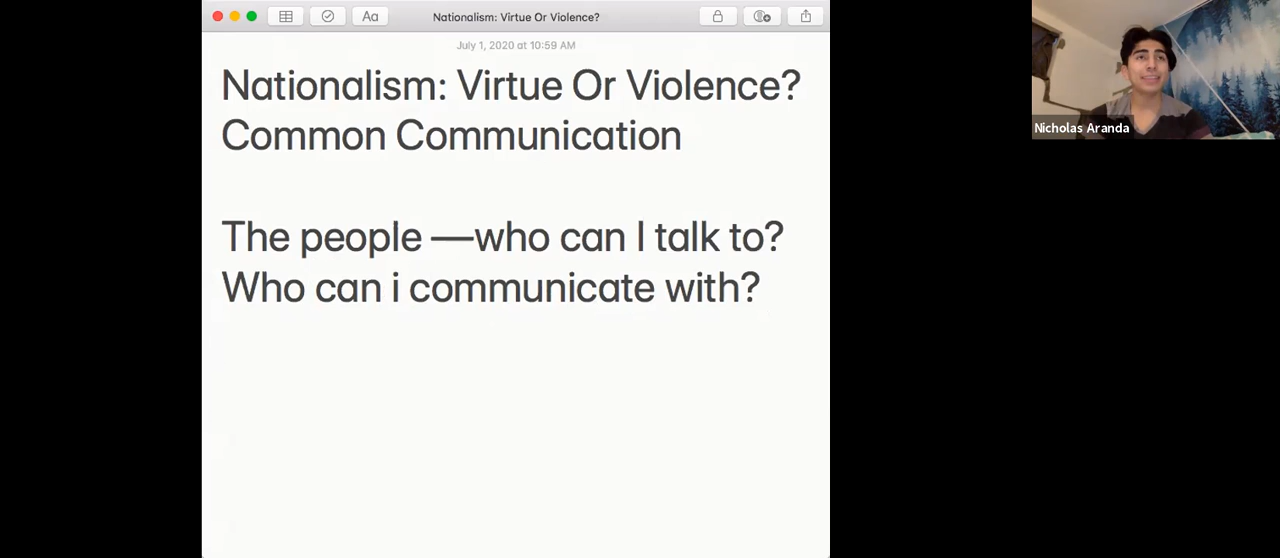 Aa
Nationalism: Virtue Or Violence?
July 1, 2020 at 10:59 AM
Nationalism: Virtue Or Violence?
Common Communication
The people —who can I talk to?
Who can i communicate with?
Nicholas Aranda